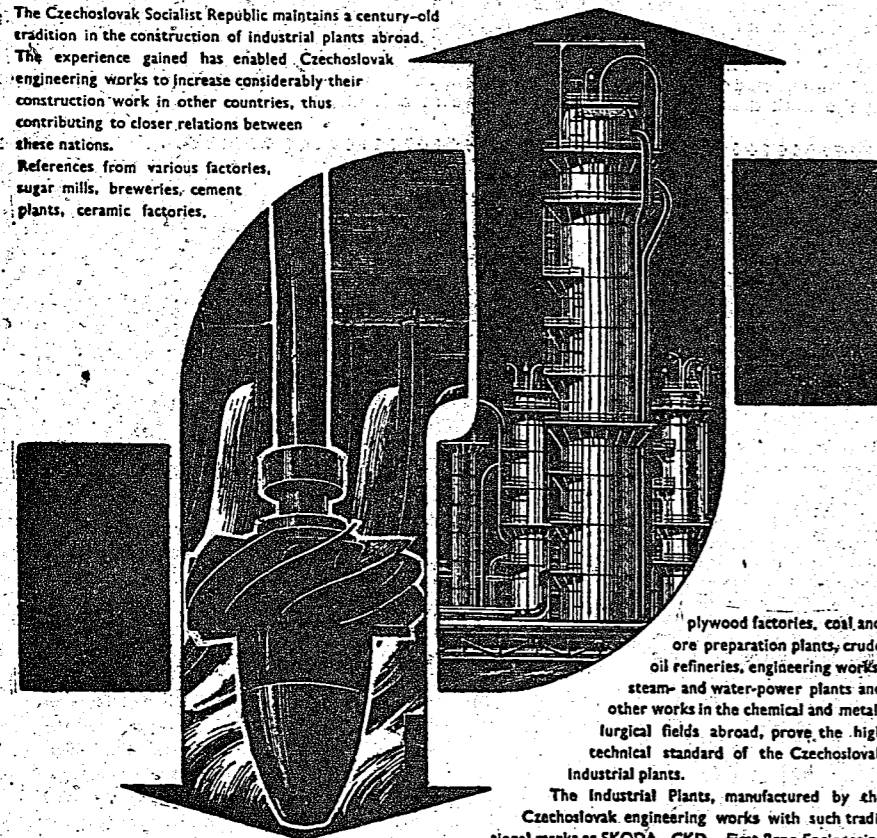 The Czechoslovak Socialist Republic maintains a century-old
tradition in the construction of industrial plants abroad.
The experience gained has enabled Czechoslovak
engineering works to increase considerably their
construction work in other countries, thus
contributing to closer relations between
these nations.
References from various factories,
sugar mills, breweries, cement
plants, ceramic factories,
plywood factories, coal and
ore preparation plants, crude
oil refineries, engineering works,
steam- and water-power plants and
other works in the chemical and metal-
lurgical fields abroad, prove the high
technical standard of the Czechoslovak
industrial plants.
The Industrial Plants, manufactured by the
Czechoslovak engineering works with such tradi-